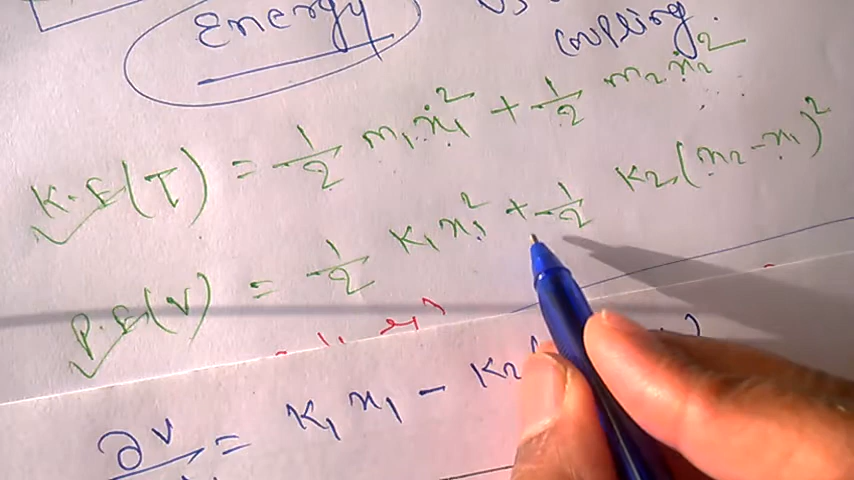 Energy
coupling.
K.E(T) = 1/2 m₁ẋ₁² + 1/2 m₂ẋ₂²
P.E(V) = 1/2 K₁x₁² + 1/2 K₂(x₂-x₁)²
∂V = K₁x₁ - K₂(